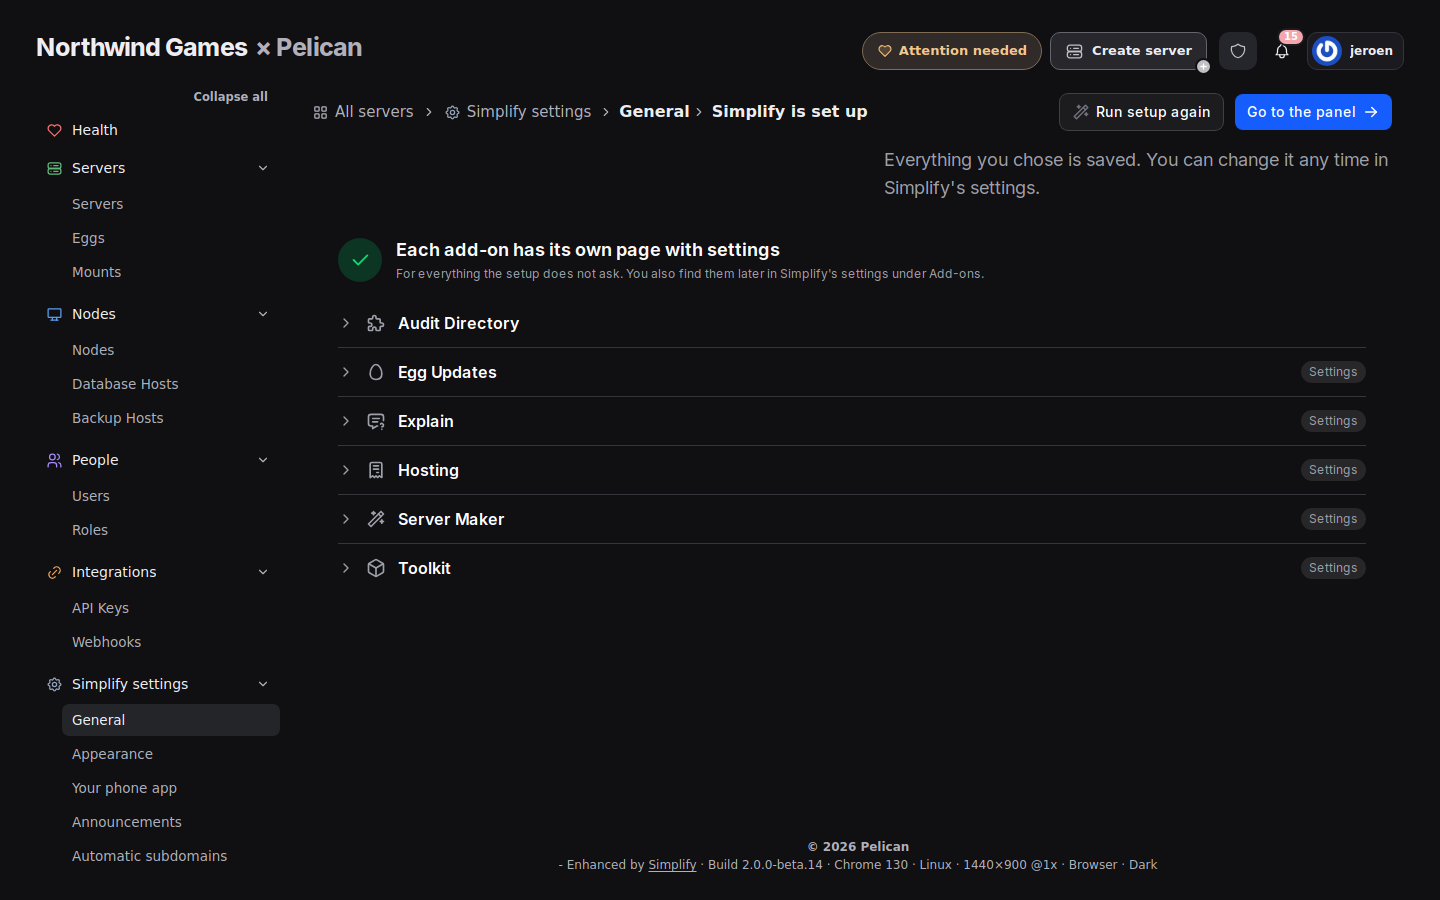 Northwind Games × Pelican
Attention needed
Create server
15
jeroen
Collapse all
All servers
Simplify settings
General
Simplify is set up
Run setup again
Go to the panel
Everything you chose is saved. You can change it any time in
Simplify's settings.
Health
Servers
Servers
Eggs
Mounts
Nodes
Nodes
Database Hosts
Backup Hosts
People
Users
Roles
Integrations
API Keys
Webhooks
Simplify settings
General
Appearance
Your phone app
Announcements
Automatic subdomains
Each add-on has its own page with settings
For everything the setup does not ask. You also find them later in Simplify's settings under Add-ons.
Audit Directory
Egg Updates
Settings
Explain
Settings
Hosting
Settings
Server Maker
Settings
Toolkit
Settings
© 2026 Pelican
- Enhanced by Simplify · Build 2.0.0-beta.14 · Chrome 130 · Linux · 1440×900 @1x · Browser · Dark